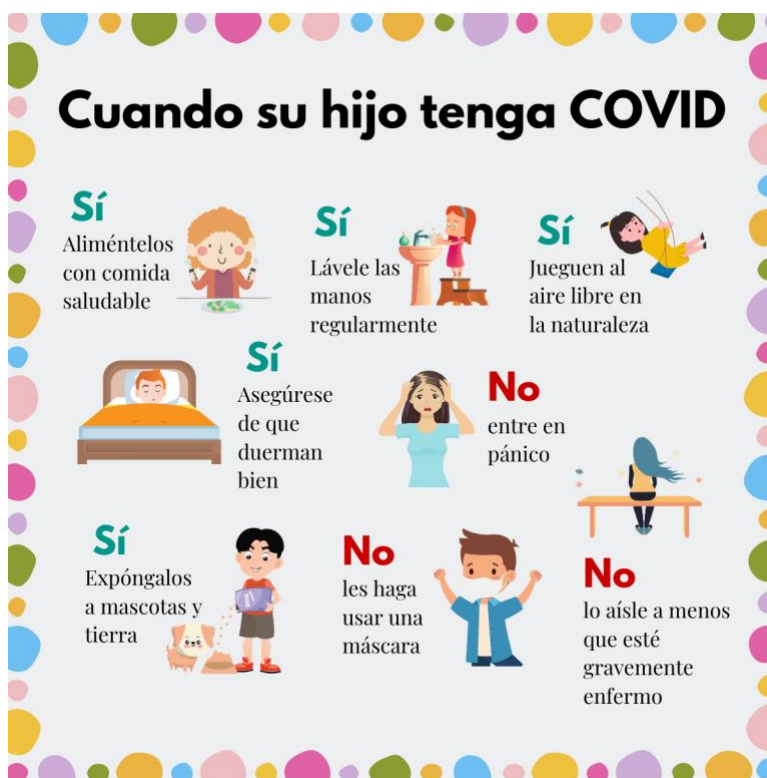 Cuando su hijo tenga COVID
Sí
Aliméntelos
con comida
saludable
Sí
Lávele las
manos
regularmente
Sí
Jueguen al
aire libre en
la naturaleza
Sí
Asegúrese
de que
duerman
bien
No
entre en
pánico
Sí
Expóngalos
a mascotas y
tierra
No
les haga
usar una
máscara
No
lo aísle a menos
que esté
gravemente
enfermo